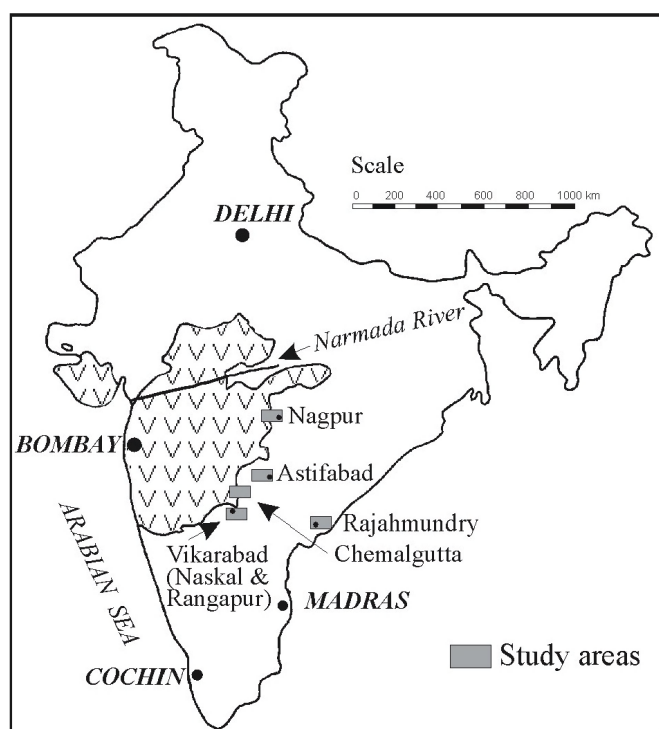 Scale
0 200 400 600 800 1000 km
DELHI
Narmada River
Nagpur
BOMBAY
Astifabad
Rajahmundry
Chemalgutta
Vikarabad
(Naskal &
Rangapur)
ARABIAN SEA
MADRAS
Study areas
COCHIN